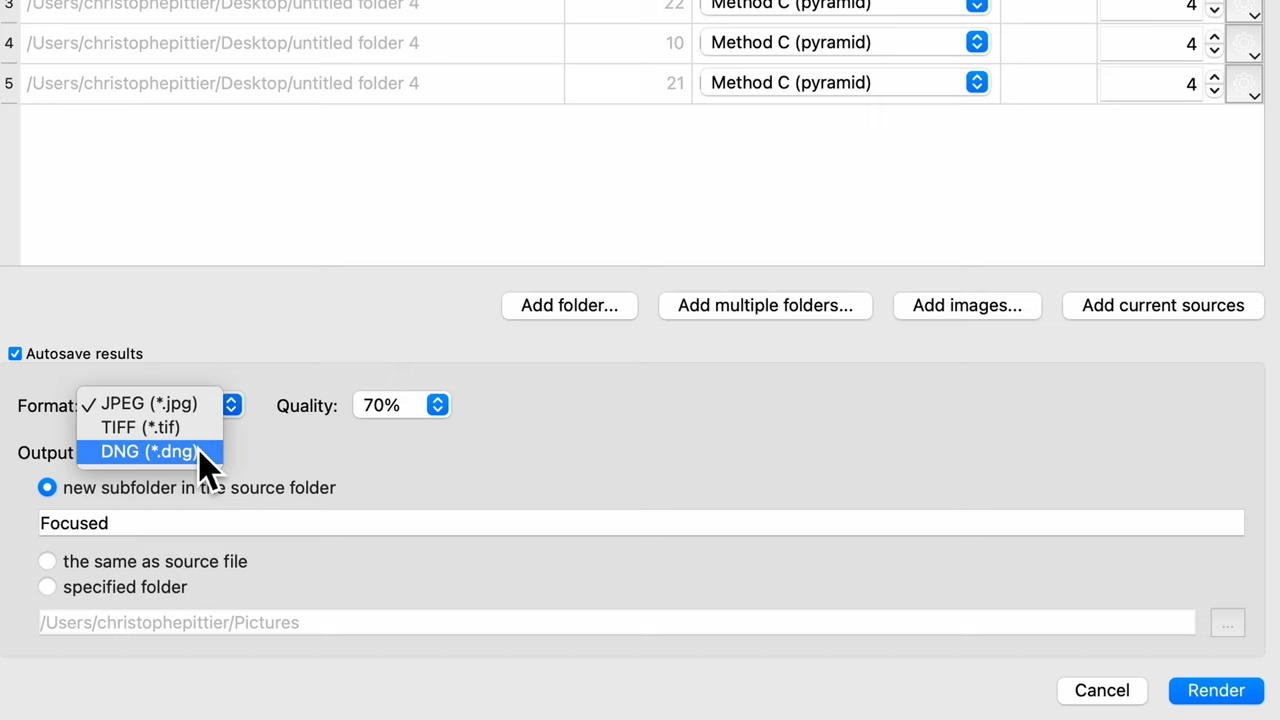 3 /Users/christophepittier/Desktop/untitled folder 4 22 Method C (pyramid) 4
4 /Users/christophepittier/Desktop/untitled folder 4 10 Method C (pyramid) 4
5 /Users/christophepittier/Desktop/untitled folder 4 21 Method C (pyramid) 4
Add folder... Add multiple folders... Add images... Add current sources
Autosave results
Format: JPEG (*.jpg) Quality: 70%
TIFF (*.tif)
Output DNG (*.dng)
new subfolder in the source folder
Focused
the same as source file
specified folder
/Users/christophepittier/Pictures ...
Cancel Render